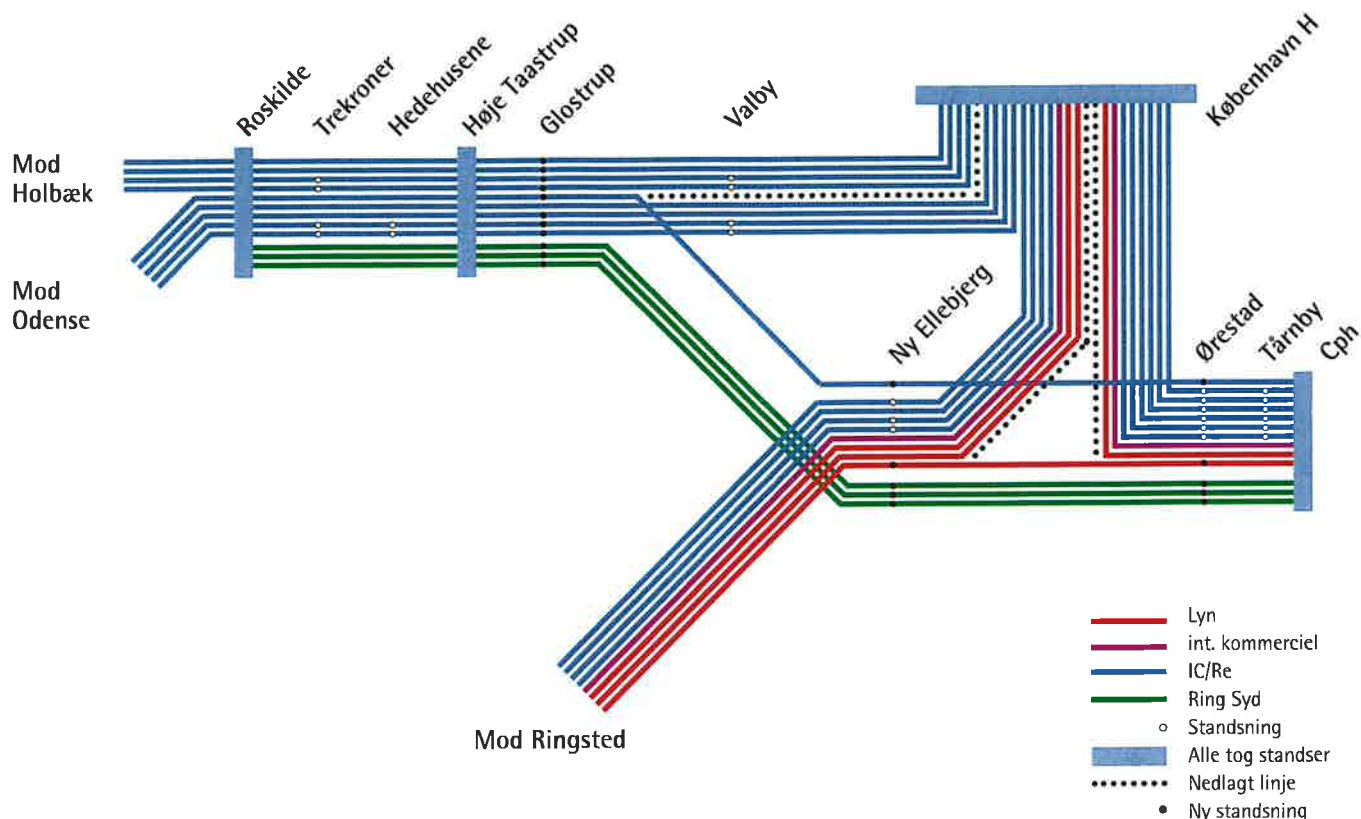 Roskilde
Trekroner
Hedehusene
Høje Taastrup
Glostrup
Valby
København H
Mod
Holbæk
Mod
Odense
Ny Ellebjerg
Ørestad
Tårnby
Cph
Mod Ringsted
Lyn
int. kommerciel
IC/Re
Ring Syd
Standsning
Alle tog standser
Nedlagt linje
Ny standsning